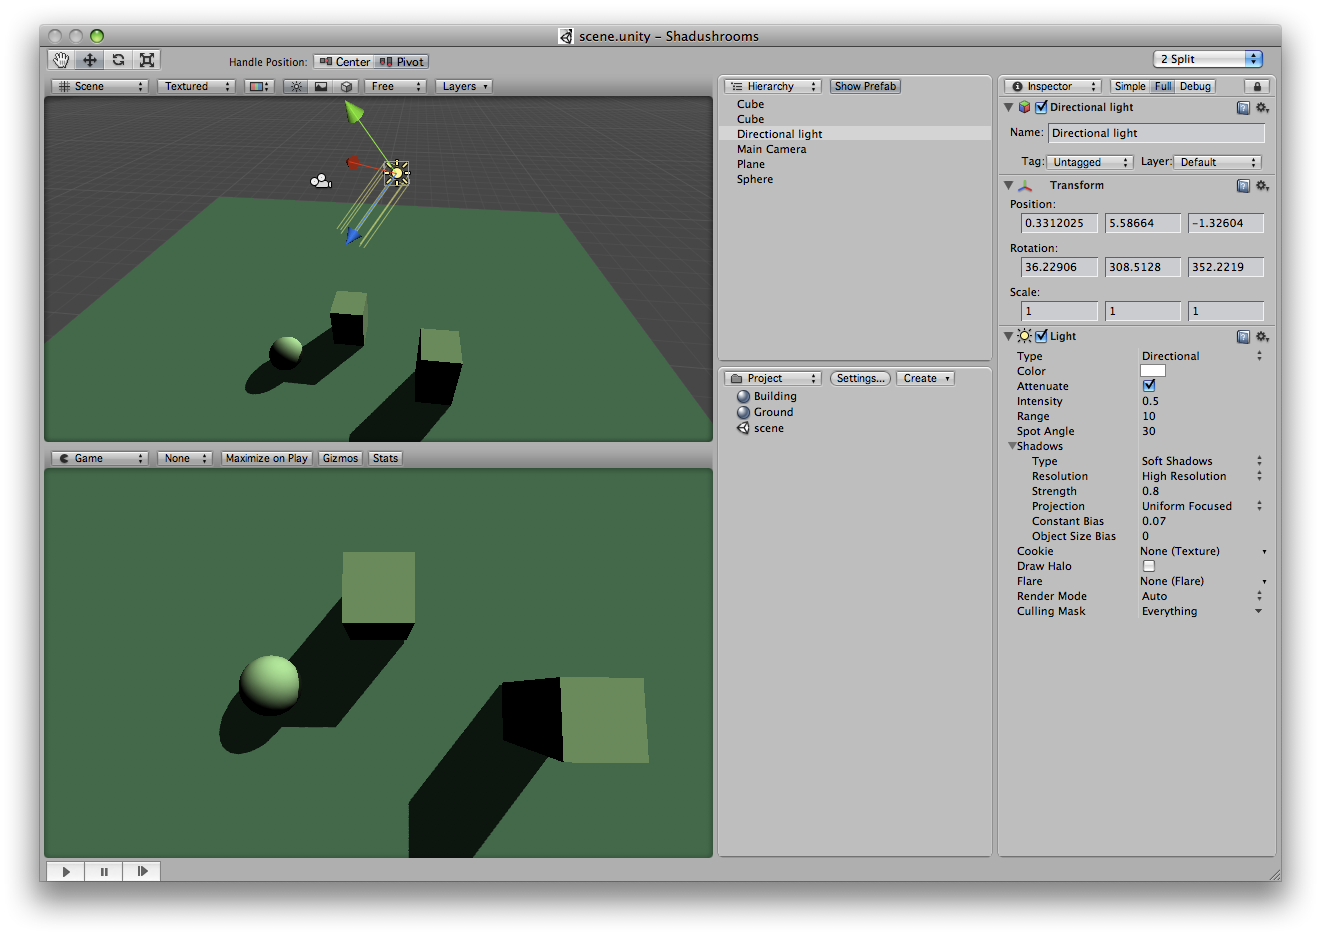 scene.unity – Shadushrooms
Handle Position: Center Pivot
2 Split
Scene Textured Free Layers
Hierarchy Show Prefab
Cube
Cube
Directional light
Main Camera
Plane
Sphere
Project Settings... Create
Building
Ground
scene
Game None Maximize on Play Gizmos Stats
Inspector Simple Full Debug
Directional light
Name: Directional light
Tag: Untagged Layer: Default
Transform
Position:
0.3312025 5.58664 −1.32604
Rotation:
36.22906 308.5128 352.2219
Scale:
1 1 1
Light
Type Directional
Color
Attenuate
Intensity 0.5
Range 10
Spot Angle 30
Shadows
Type Soft Shadows
Resolution High Resolution
Strength 0.8
Projection Uniform Focused
Constant Bias 0.07
Object Size Bias 0
Cookie None (Texture)
Draw Halo
Flare None (Flare)
Render Mode Auto
Culling Mask Everything